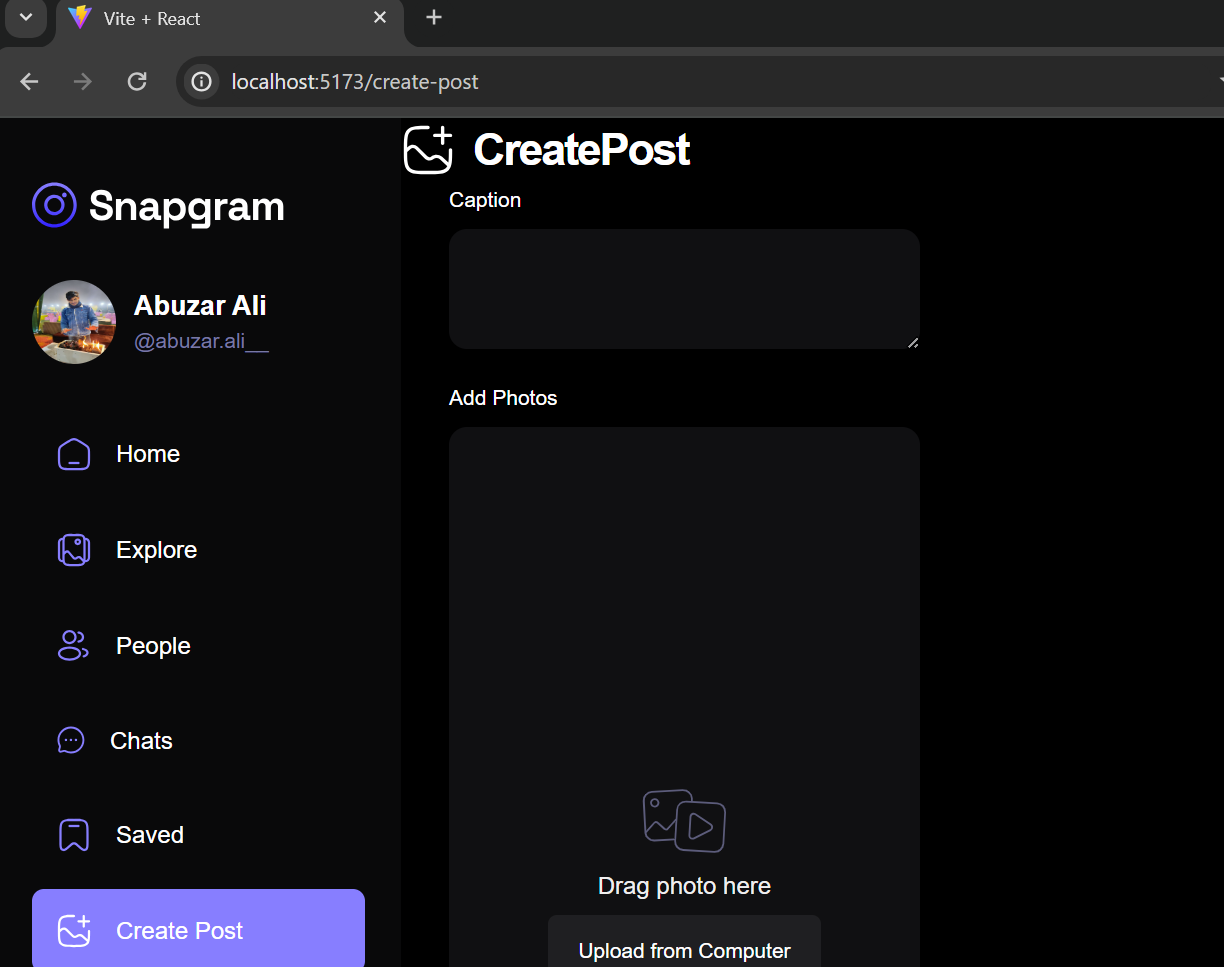 Vite + React
localhost:5173/create-post
Snapgram
Abuzar Ali
@abuzar.ali__
Home
Explore
People
Chats
Saved
Create Post
CreatePost
Caption
Add Photos
Drag photo here
Upload from Computer